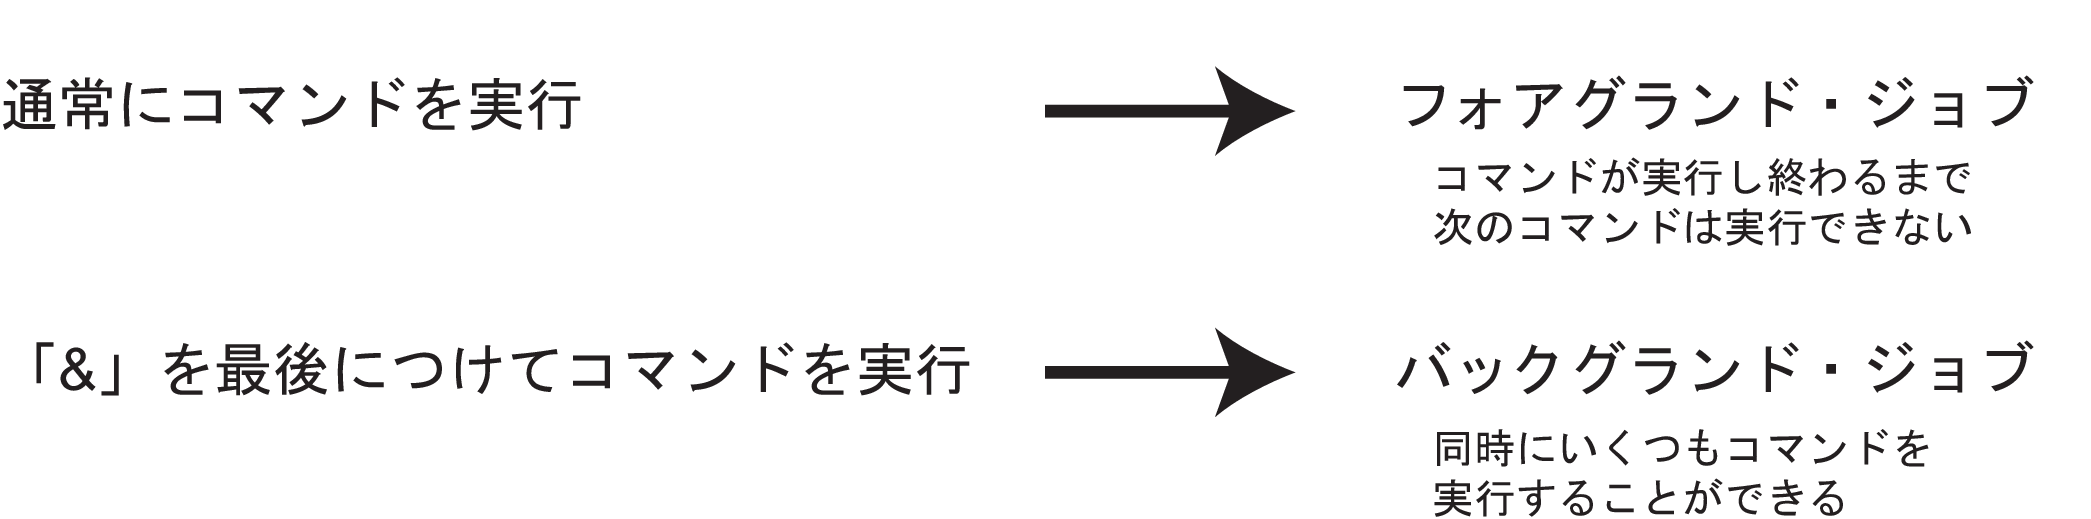 通常にコマンドを実行
フォアグランド・ジョブ
コマンドが実行し終わるまで
次のコマンドは実行できない
「&」を最後につけてコマンドを実行
バックグランド・ジョブ
同時にいくつもコマンドを
実行することができる